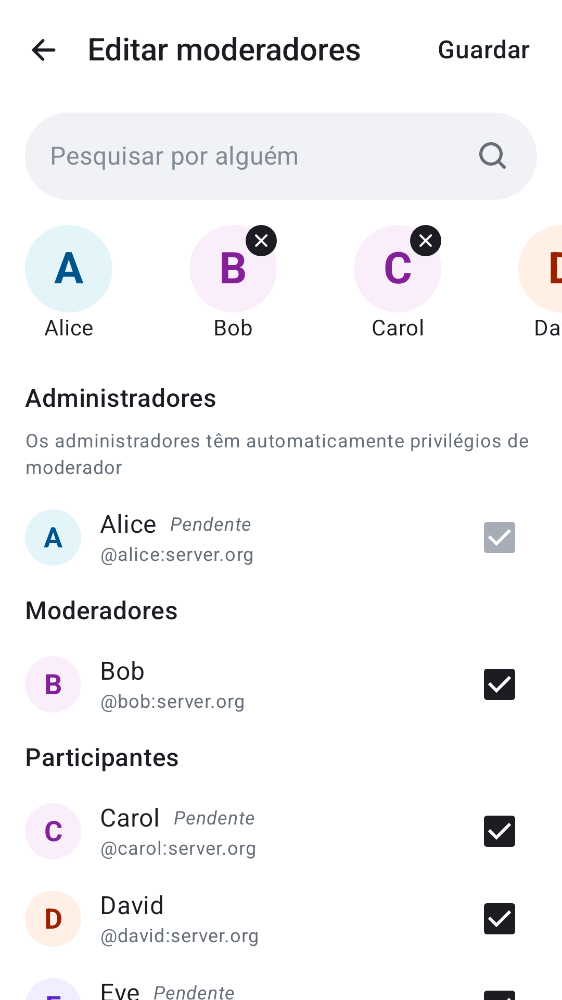 Editar moderadores
Guardar
Pesquisar por alguém
A
B
C
D
Alice
Bob
Carol
Da
Administradores
Os administradores têm automaticamente privilégios de
moderador
A
Alice Pendente
@alice:server.org
Moderadores
B
Bob
@bob:server.org
Participantes
C
Carol Pendente
@carol:server.org
D
David
@david:server.org
E
Eve Pendente